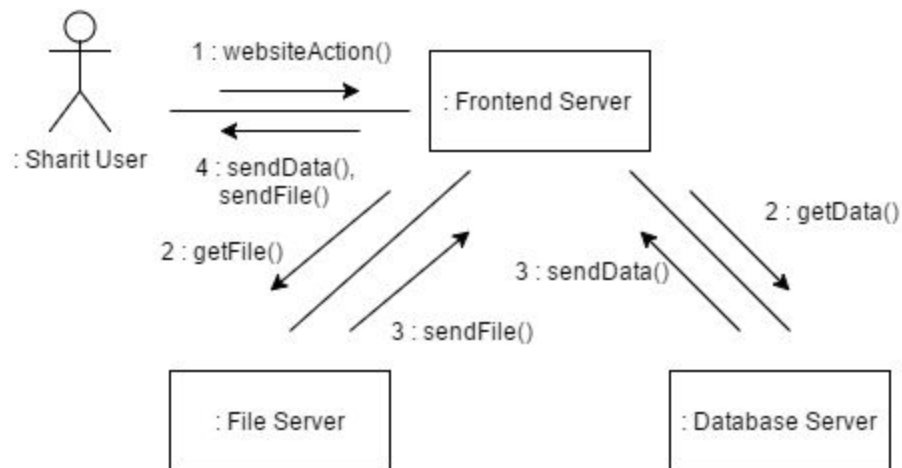 1 : websiteAction()
: Frontend Server
: Sharit User
4 : sendData(),
sendFile()
2 : getData()
2 : getFile()
3 : sendData()
3 : sendFile()
: File Server
: Database Server